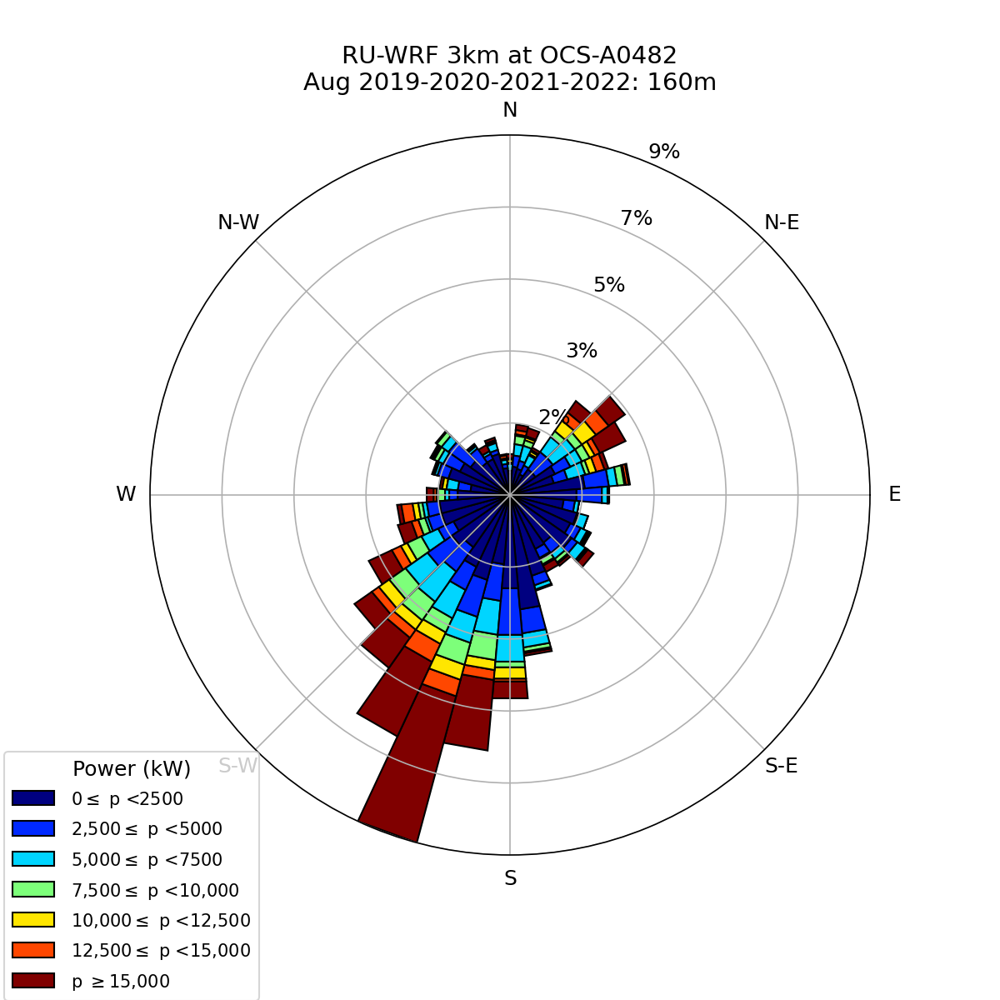 RU-WRF 3km at OCS-A0482
Aug 2019-2020-2021-2022: 160m
N
9%
N-W
7%
N-E
5%
3%
2%
W
E
S-W
S-E
S
Power (kW)
0≤ p <2500
2,500≤ p <5000
5,000≤ p <7500
7,500≤ p <10,000
10,000≤ p <12,500
12,500≤ p <15,000
p ≥15,000